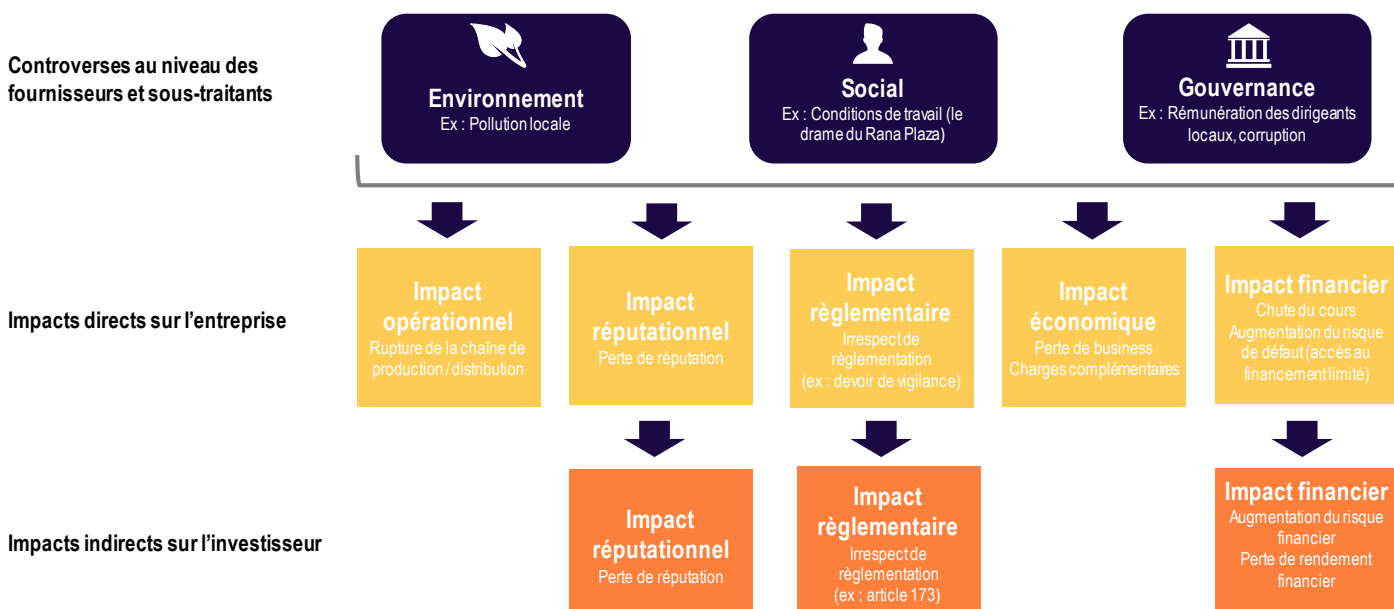 Controverses au niveau des
fournisseurs et sous-traitants
Environnement
Ex : Pollution locale
Social
Ex : Conditions de travail (le
drame du Rana Plaza)
Gouvernance
Ex : Rémunération des dirigeants
locaux, corruption
Impacts directs sur l'entreprise
Impact
opérationnel
Rupture de la chaîne de
production / distribution
Impact
réputationnel
Perte de réputation
Impact
règlementaire
Irrespect de
règlementation
(ex : devoir de vigilance)
Impact
économique
Perte de business
Charges complémentaires
Impact financier
Chute du cours
Augmentation du risque
de défaut (accès au
financement limité)
Impacts indirects sur l'investisseur
Impact
réputationnel
Perte de réputation
Impact
règlementaire
Irrespect de
règlementation
(ex : article 173)
Impact financier
Augmentation du risque
financier
Perte de rendement
financier